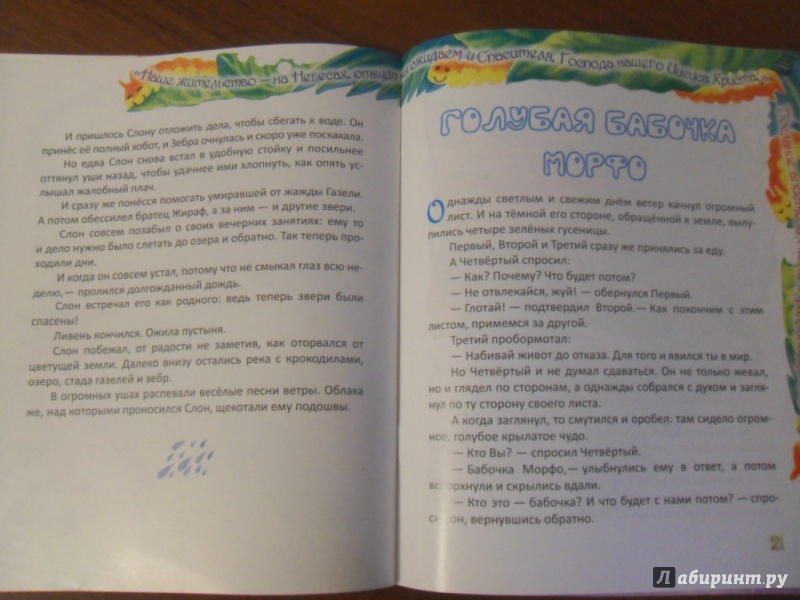 «Наше жительство — на Небесах, откуда
И пришлось Слону отложить дела, чтобы сбегать к воде. Он
принёс её полный хобот, и Зебра очнулась и скоро уже поскакала.
Но едва Слон снова встал в удобную стойку и посильнее
оттянул уши назад, чтобы удачнее ими хлопнуть, как опять ус-
лышал жалобный плач.
И сразу же понёсся помогать умиравшей от жажды Газели.
А потом обессилел братец Жираф, а за ним — и другие звери.
Слон совсем позабыл о своих вечерних занятиях: ему то
и дело нужно было слетать до озера и обратно. Так теперь про-
ходили дни.
И когда он совсем устал, потому что не смыкал глаз всю не-
делю,— пролился долгожданный дождь.
Слон встречал его как родного: ведь теперь звери были
спасены!
Ливень кончился. Ожила пустыня.
Слон побежал, от радости не заметив, как оторвался от
цветущей земли. Далеко внизу остались река с крокодилами,
озеро, стада газелей и зебр.
В огромных ушах распевали весёлые песни ветры. Облака
же, над которыми проносился Слон, щекотали ему подошвы.
ожидаем и Спасителя, Господа нашего Иисуса Христа,
ГОЛУБАЯ БАБОЧКА
МОРФО
Однажды светлым и свежим днём ветер качнул огромный
лист. И на тёмной его стороне, обращённой к земле, вылу-
пились четыре зелёных гусеницы.
Первый, Второй и Третий сразу же принялись за еду.
А Четвёртый спросил:
— Как? Почему? Что будет потом?
— Не отвлекайся, жуй! — обернулся Первый.
— Глотай! — подтвердил Второй.— Как покончим с этим
листом, примемся за другой.
Третий пробормотал:
— Набивай живот до отказа. Для того и явился ты в мир.
Но Четвёртый и не думал сдаваться. Он не только жевал,
но и глядел по сторонам, а однажды собрался с духом и загля-
нул по ту сторону своего листа.
А когда заглянул, то смутился и оробел: там сидело огром-
ное, голубое крылатое чудо.
— Кто Вы? — спросил Четвёртый.
— Бабочка Морфо,— улыбнулись ему в ответ, а потом
вспорхнули и скрылись вдали.
— Кто это — бабочка? И что будет с нами потом? — спро-
сил он, вернувшись обратно.
21
Лабиринт.ру